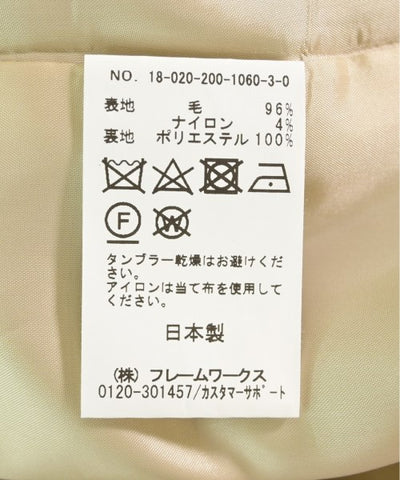 NO. 18-020-200-1060-3-0
表地 毛 96%
ナイロン 4%
裏地 ポリエステル 100%
F W
タンブラー乾燥はお避けくだ
さい。
アイロンは当て布を使用して
ください。
日本製
(株) フレームワークス
0120-301457/カスタマーサポート